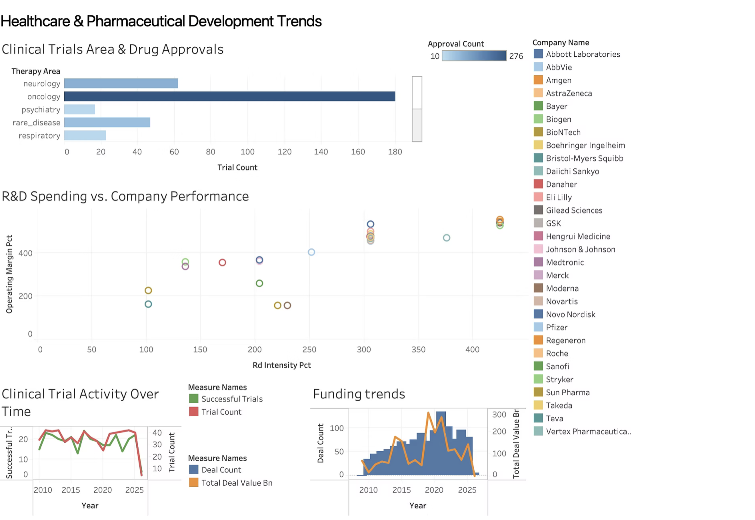 Healthcare & Pharmaceutical Development Trends
Clinical Trials Area & Drug Approvals
Approval Count
10 276
Therapy Area
neurology
oncology
psychiatry
rare_disease
respiratory
0 20 40 60 80 100 120 140 160 180
Trial Count
R&D Spending vs. Company Performance
Operating Margin Pct
400
200
0
0 50 100 150 200 250 300 350 400
Rd Intensity Pct
Company Name
Abbott Laboratories
AbbVie
Amgen
AstraZeneca
Bayer
Biogen
BioNTech
Boehringer Ingelheim
Bristol-Myers Squibb
Daiichi Sankyo
Danaher
Eli Lilly
Gilead Sciences
GSK
Hengrui Medicine
Johnson & Johnson
Medtronic
Merck
Moderna
Novartis
Novo Nordisk
Pfizer
Regeneron
Roche
Sanofi
Stryker
Sun Pharma
Takeda
Teva
Vertex Pharmaceutica..
Clinical Trial Activity Over
Time
Successful Tr..
20
10
0
40
30
20
10
Trial Count
2010 2015 2020 2025
Year
Measure Names
Successful Trials
Trial Count
Measure Names
Deal Count
Total Deal Value Bn
Funding trends
Deal Count
100
50
0
300
200
100
0
Total Deal Value Bn
2010 2015 2020 2025
Year